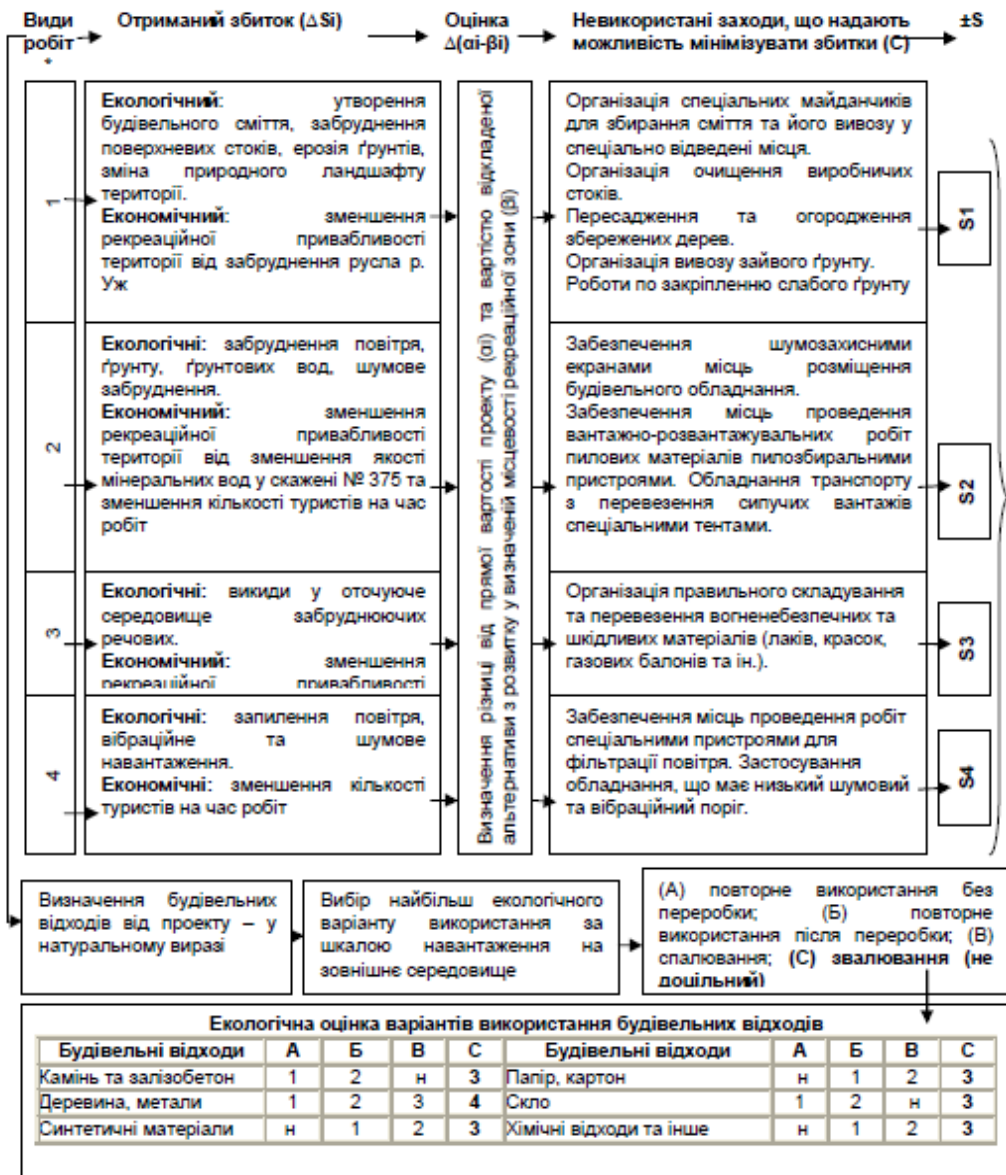 Види робіт *
Отриманий збиток (ΔSi)
Оцінка Δ(αi-βi)
Невикористані заходи, що надають можливість мінімізувати збитки (С)
±S
1
Екологічний: утворення
будівельного сміття, забруднення
поверхневих стоків, ерозія ґрунтів,
зміна природного ландшафту
території.
Економічний: зменшення
рекреаційної привабливості
території від забруднення русла р.
Уж
Визначення різниці від прямої вартості проекту (αi) та вартістю відкладеної
альтернативи з розвитку у визначеній місцевості рекреаційної зони (βi)
Організація спеціальних майданчиків
для збирання сміття та його вивозу у
спеціально відведені місця.
Організація очищення виробничих
стоків.
Пересадження та огородження
збережених дерев.
Організація вивозу зайвого ґрунту.
Роботи по закріпленню слабого ґрунту
S1
2
Екологічні: забруднення повітря,
ґрунту, ґрунтових вод, шумове
забруднення.
Економічний: зменшення
рекреаційної привабливості
території від зменшення якості
мінеральних вод у скажені № 375 та
зменшення кількості туристів на час
робіт
Забезпечення шумозахисними
екранами місць розміщення
будівельного обладнання.
Забезпечення місць проведення
вантажно-розвантажувальних робіт
пилових матеріалів пилозбиральними
пристроями. Обладнання транспорту
з перевезення сипучих вантажів
спеціальними тентами.
S2
3
Екологічні: викиди у оточуюче
середовище забруднюючих
речових.
Економічний: зменшення
рекреаційної привабливості
Організація правильного складування
та перевезення вогненебезпечних та
шкідливих матеріалів (лаків, красок,
газових балонів та ін.).
S3
4
Екологічні: запилення повітря,
вібраційне та шумове
навантаження.
Економічні: зменшення кількості
туристів на час робіт
Забезпечення місць проведення робіт
спеціальними пристроями для
фільтрації повітря. Застосування
обладнання, що має низький шумовий
та вібраційний поріг.
S4
Визначення будівельних
відходів від проекту – у
натуральному виразі
Вибір найбільш екологічного
варіанту використання за
шкалою навантаження на
зовнішнє середовище
(А) повторне використання без
переробки; (Б) повторне
використання після переробки; (В)
спалювання; (С) звалювання (не
доцільний)
Екологічна оцінка варіантів використання будівельних відходів
Будівельні відходи А Б В С Будівельні відходи А Б В С
Камінь та залізобетон 1 2 н 3 Папір, картон н 1 2 3
Деревина, метали 1 2 3 4 Скло 1 2 н 3
Синтетичні матеріали н 1 2 3 Хімічні відходи та інше н 1 2 3